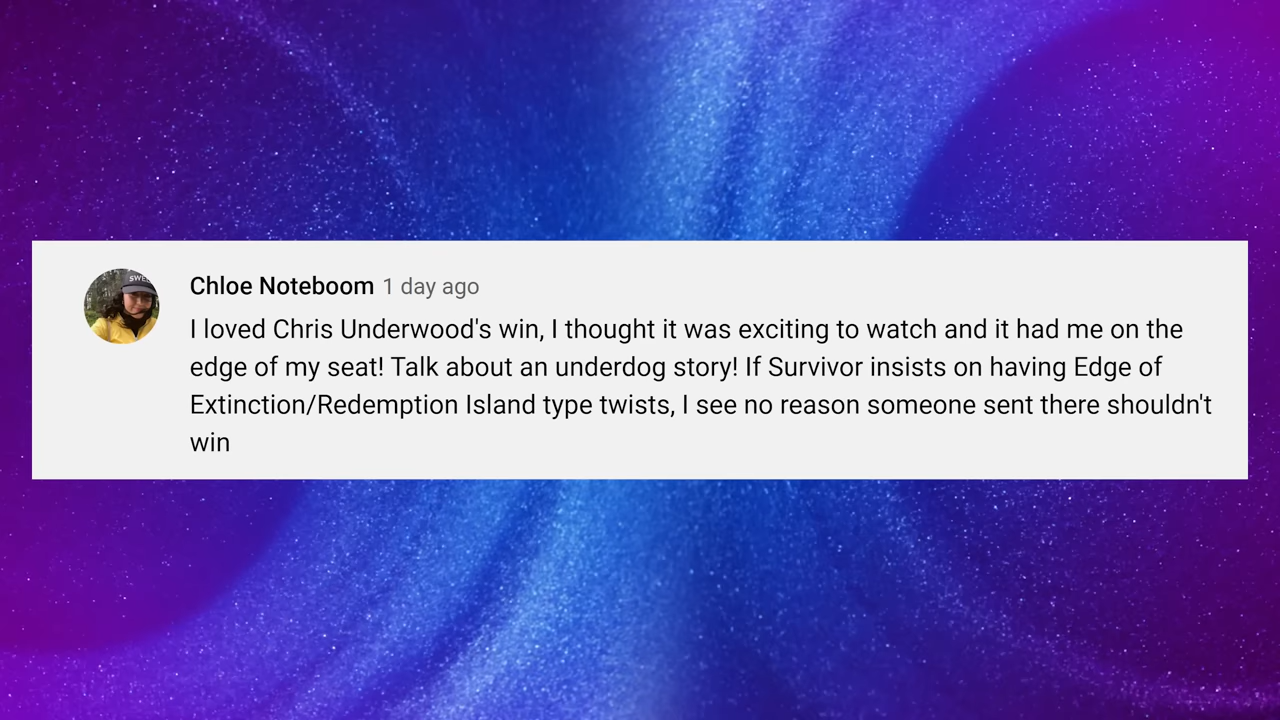 Chloe Noteboom 1 day ago
I loved Chris Underwood's win, I thought it was exciting to watch and it had me on the
edge of my seat! Talk about an underdog story! If Survivor insists on having Edge of
Extinction/Redemption Island type twists, I see no reason someone sent there shouldn't
win